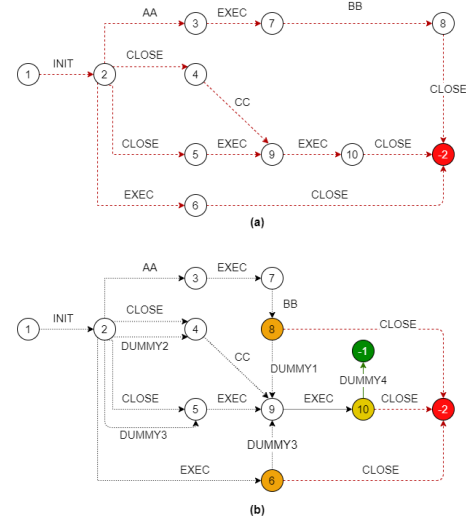 AA EXEC BB
3 7 8
INIT CLOSE
1 2 4
CC CLOSE
CLOSE EXEC EXEC CLOSE
5 9 10 -2
EXEC CLOSE
6
(a)
AA EXEC
3 7
INIT CLOSE BB CLOSE
1 2 4 8
DUMMY2 -1
CC DUMMY1 DUMMY4
CLOSE EXEC EXEC CLOSE
5 9 10 -2
DUMMY3
DUMMY3
EXEC CLOSE
6
(b)